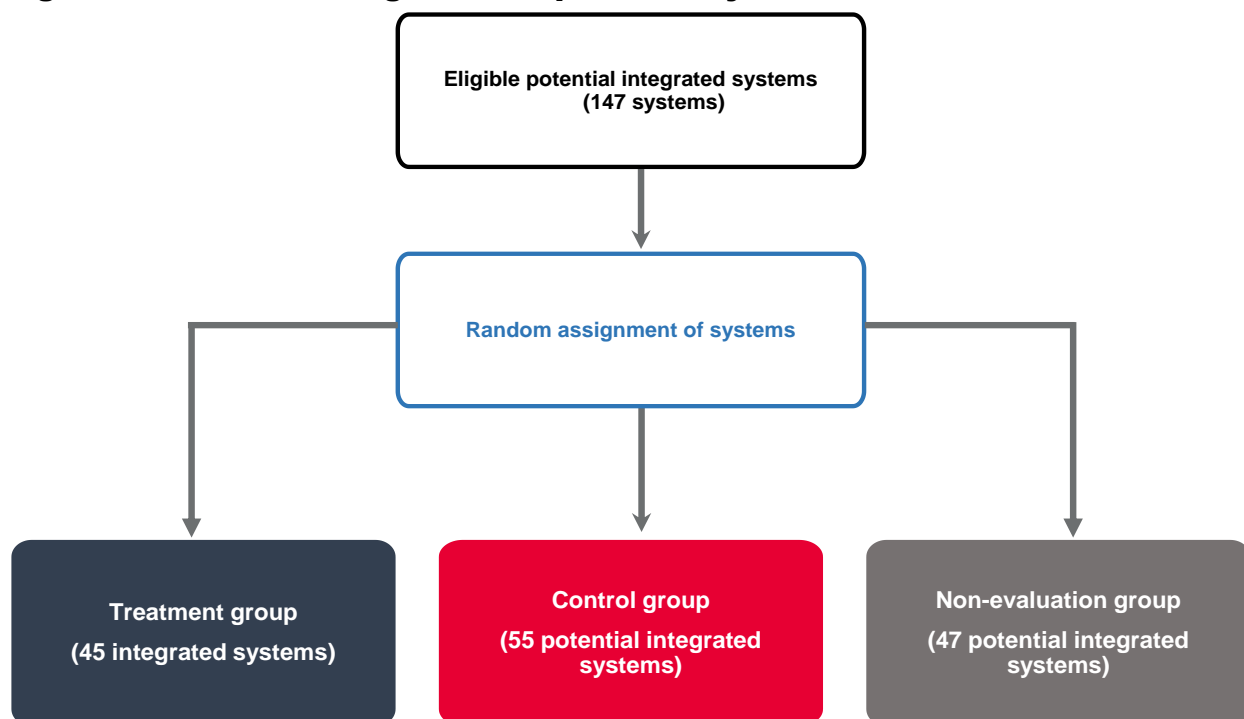 Eligible potential integrated systems
(147 systems)
Random assignment of systems
Treatment group
(45 integrated systems)
Control group
(55 potential integrated
systems)
Non-evaluation group
(47 potential integrated
systems)